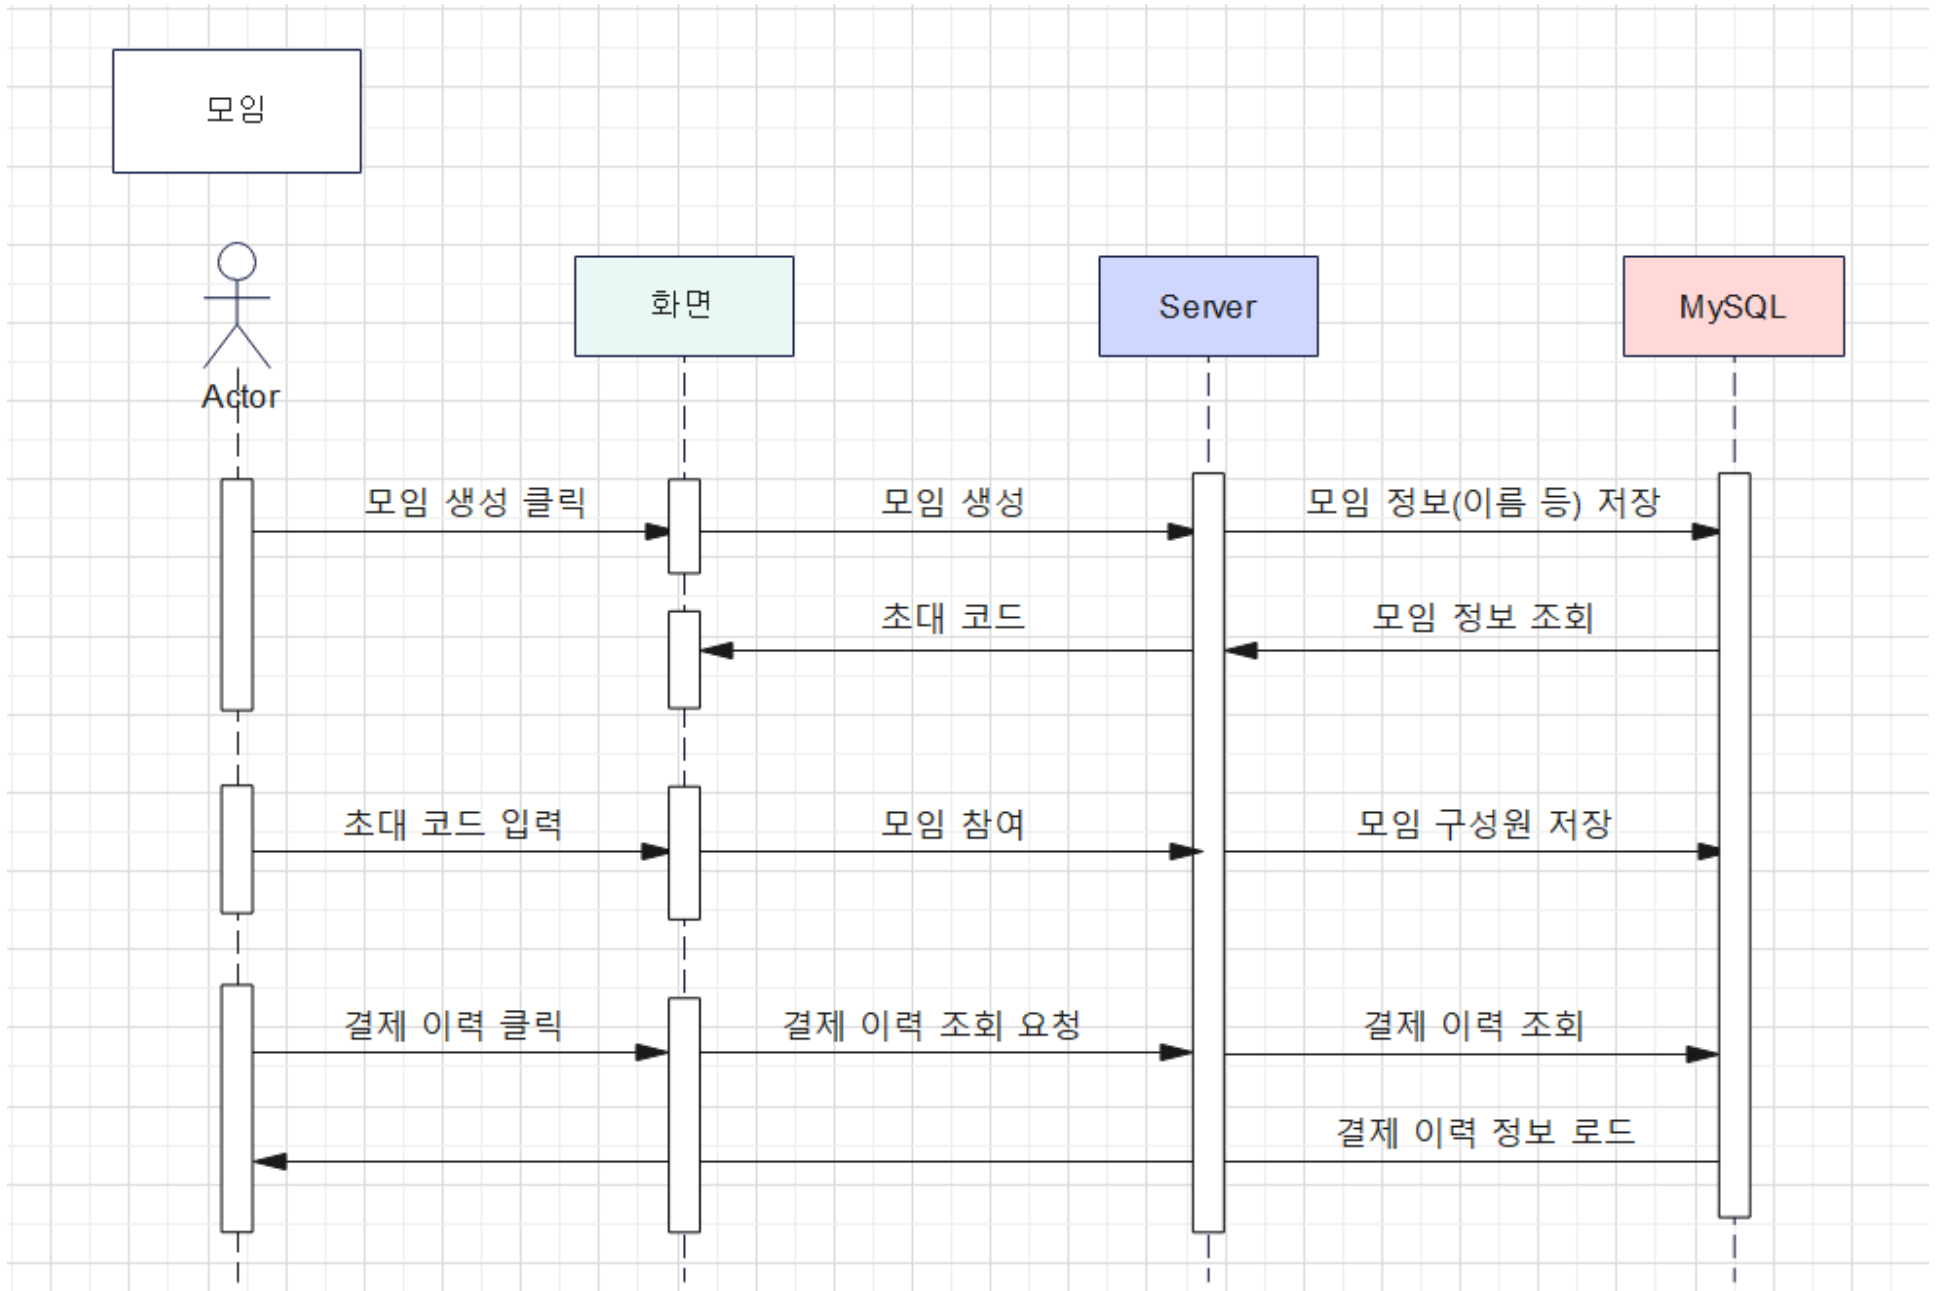 모임
화면
Server
MySQL
Actor
모임 생성 클릭
모임 생성
모임 정보(이름 등) 저장
초대 코드
모임 정보 조회
초대 코드 입력
모임 참여
모임 구성원 저장
결제 이력 클릭
결제 이력 조회 요청
결제 이력 조회
결제 이력 정보 로드